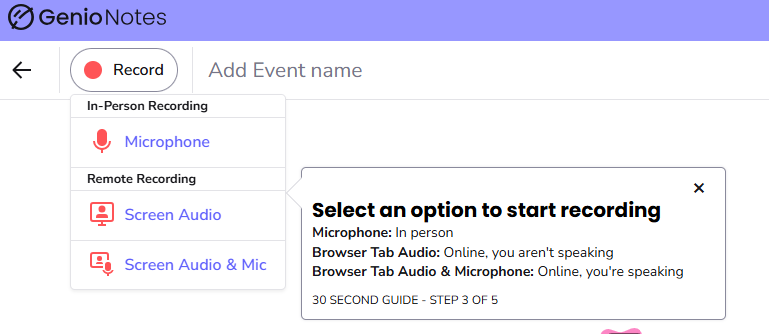 Genio Notes
Record
Add Event name
In-Person Recording
Microphone
Remote Recording
Screen Audio
Screen Audio & Mic
Select an option to start recording
Microphone: In person
Browser Tab Audio: Online, you aren't speaking
Browser Tab Audio & Microphone: Online, you're speaking
30 SECOND GUIDE - STEP 3 OF 5